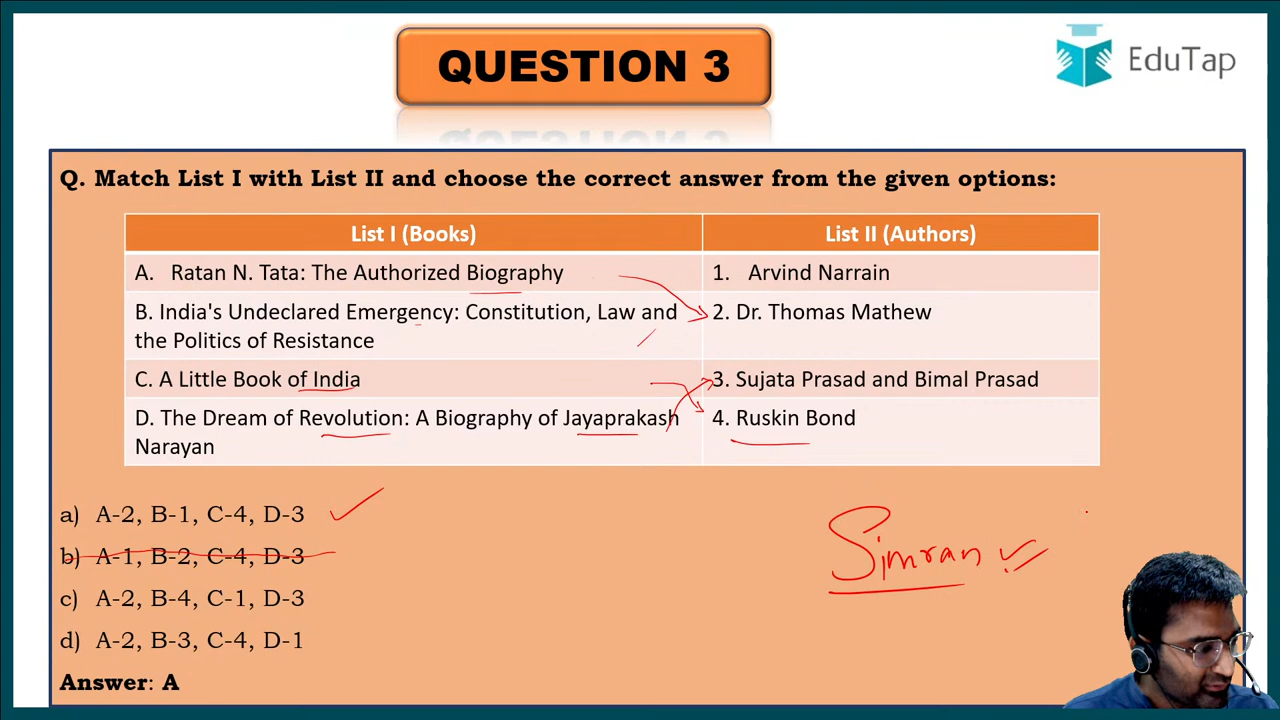 QUESTION 3
EduTap
Q. Match List I with List II and choose the correct answer from the given options:
List I (Books) List II (Authors)
A. Ratan N. Tata: The Authorized Biography 1. Arvind Narrain
B. India's Undeclared Emergency: Constitution, Law and 2. Dr. Thomas Mathew
the Politics of Resistance
C. A Little Book of India 3. Sujata Prasad and Bimal Prasad
D. The Dream of Revolution: A Biography of Jayaprakash 4. Ruskin Bond
Narayan
a) A-2, B-1, C-4, D-3
b) A-1, B-2, C-4, D-3
c) A-2, B-4, C-1, D-3
d) A-2, B-3, C-4, D-1
Simran
Answer: A